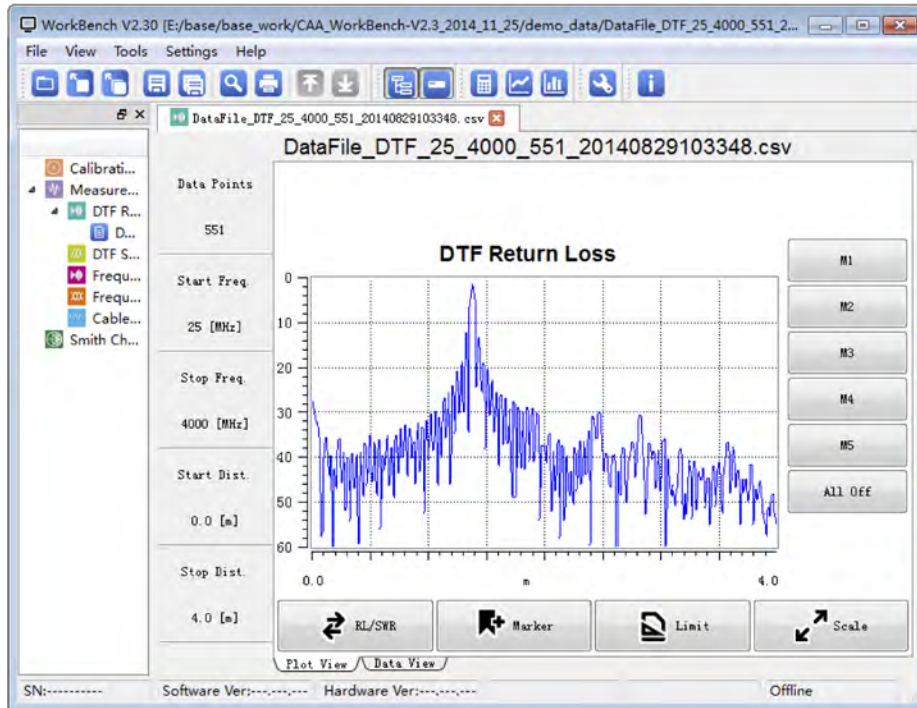 WorkBench V2.30 [E:/base/base_work/CAA_WorkBench-V2.3_2014_11_25/demo_data/DataFile_DTF_25_4000_551_2...
File View Tools Settings Help
DataFile_DTF_25_4000_551_20140829103348.csv
DataFile_DTF_25_4000_551_20140829103348.csv
Calibrati...
Measure...
DTF R...
D...
DTF S...
Frequ...
Frequ...
Cable...
Smith Ch...
Data Points
551
Start Freq.
25 [MHz]
Stop Freq.
4000 [MHz]
Start Dist.
0.0 [m]
Stop Dist.
4.0 [m]
DTF Return Loss
0
10
20
30
40
50
60
0.0 m 4.0
M1
M2
M3
M4
M5
All Off
RL/SWR Marker Limit Scale
Plot View Data View
SN:---------- Software Ver:---.---.--- Hardware Ver:---.---.--- Offline